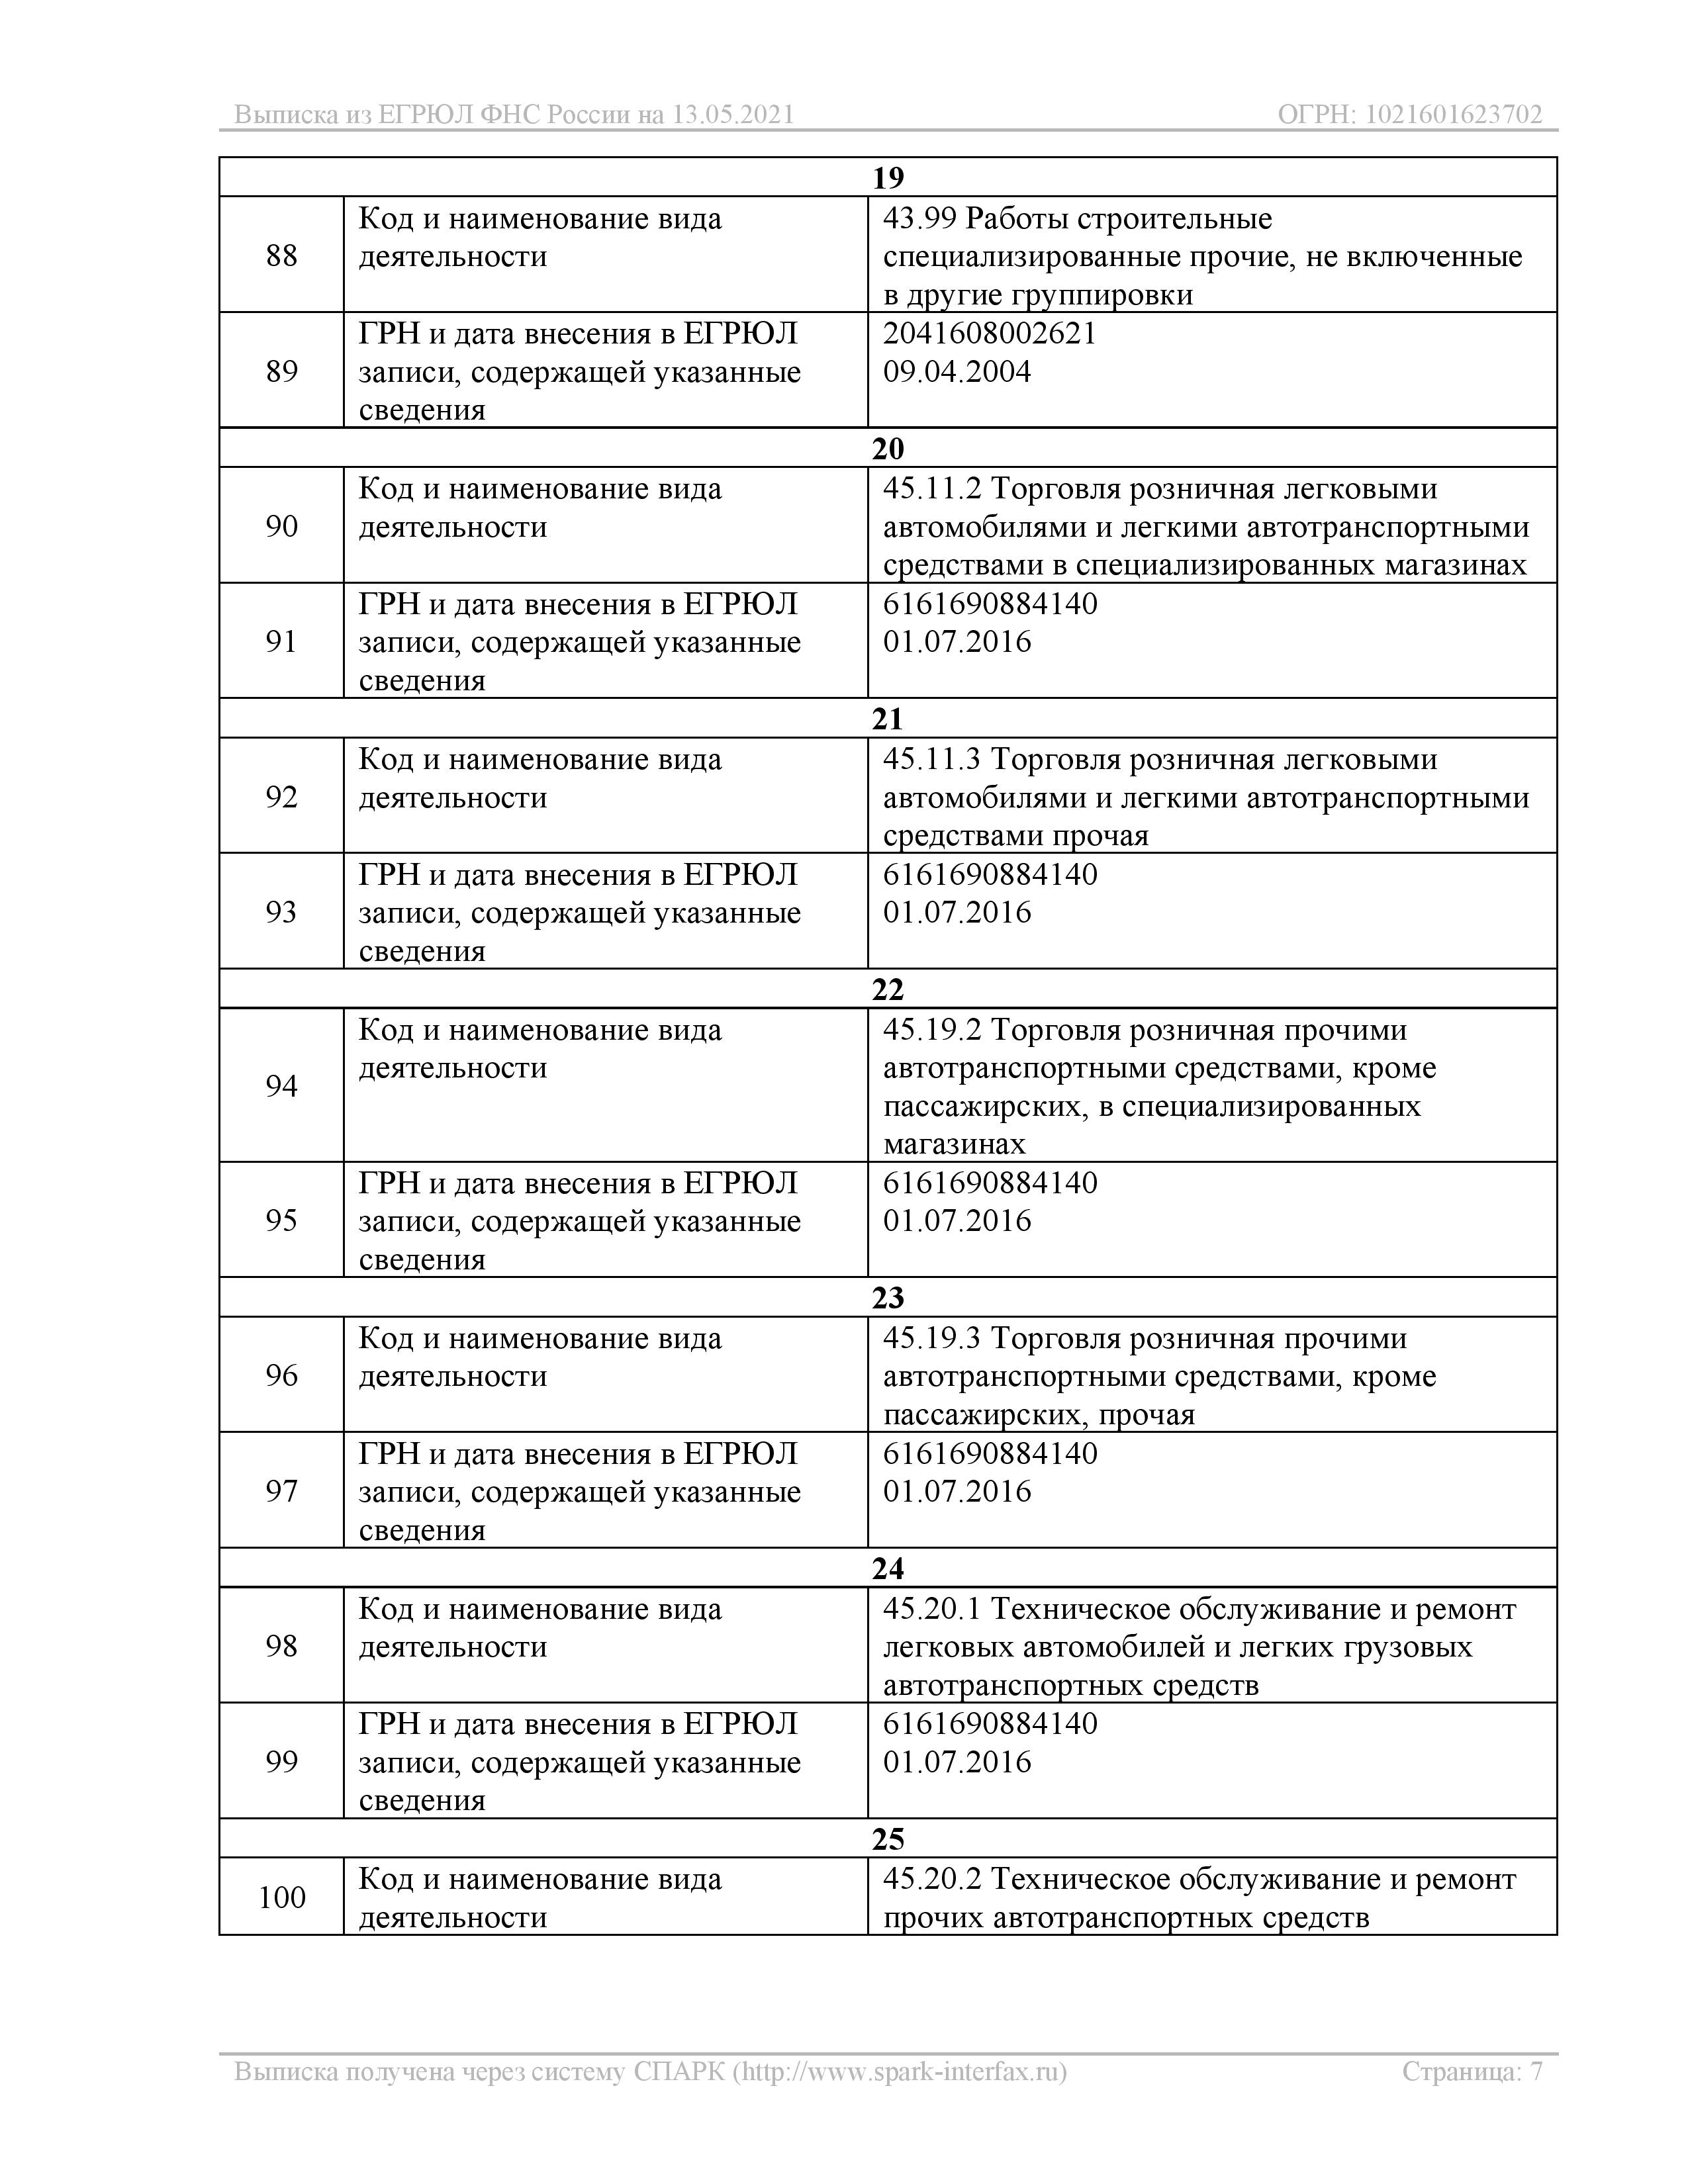 Выписка из ЕГРЮЛ ФНС России на 13.05.2021 ОГРН: 1021601623702
19
88
Код и наименование вида
деятельности
43.99 Работы строительные
специализированные прочие, не включенные
в другие группировки
89
ГРН и дата внесения в ЕГРЮЛ
записи, содержащей указанные
сведения
2041608002621
09.04.2004
20
90
Код и наименование вида
деятельности
45.11.2 Торговля розничная легковыми
автомобилями и легкими автотранспортными
средствами в специализированных магазинах
91
ГРН и дата внесения в ЕГРЮЛ
записи, содержащей указанные
сведения
6161690884140
01.07.2016
21
92
Код и наименование вида
деятельности
45.11.3 Торговля розничная легковыми
автомобилями и легкими автотранспортными
средствами прочая
93
ГРН и дата внесения в ЕГРЮЛ
записи, содержащей указанные
сведения
6161690884140
01.07.2016
22
94
Код и наименование вида
деятельности
45.19.2 Торговля розничная прочими
автотранспортными средствами, кроме
пассажирских, в специализированных
магазинах
95
ГРН и дата внесения в ЕГРЮЛ
записи, содержащей указанные
сведения
6161690884140
01.07.2016
23
96
Код и наименование вида
деятельности
45.19.3 Торговля розничная прочими
автотранспортными средствами, кроме
пассажирских, прочая
97
ГРН и дата внесения в ЕГРЮЛ
записи, содержащей указанные
сведения
6161690884140
01.07.2016
24
98
Код и наименование вида
деятельности
45.20.1 Техническое обслуживание и ремонт
легковых автомобилей и легких грузовых
автотранспортных средств
99
ГРН и дата внесения в ЕГРЮЛ
записи, содержащей указанные
сведения
6161690884140
01.07.2016
25
100
Код и наименование вида
деятельности
45.20.2 Техническое обслуживание и ремонт
прочих автотранспортных средств
Выписка получена через систему СПАРК (http://www.spark-interfax.ru) Страница: 7